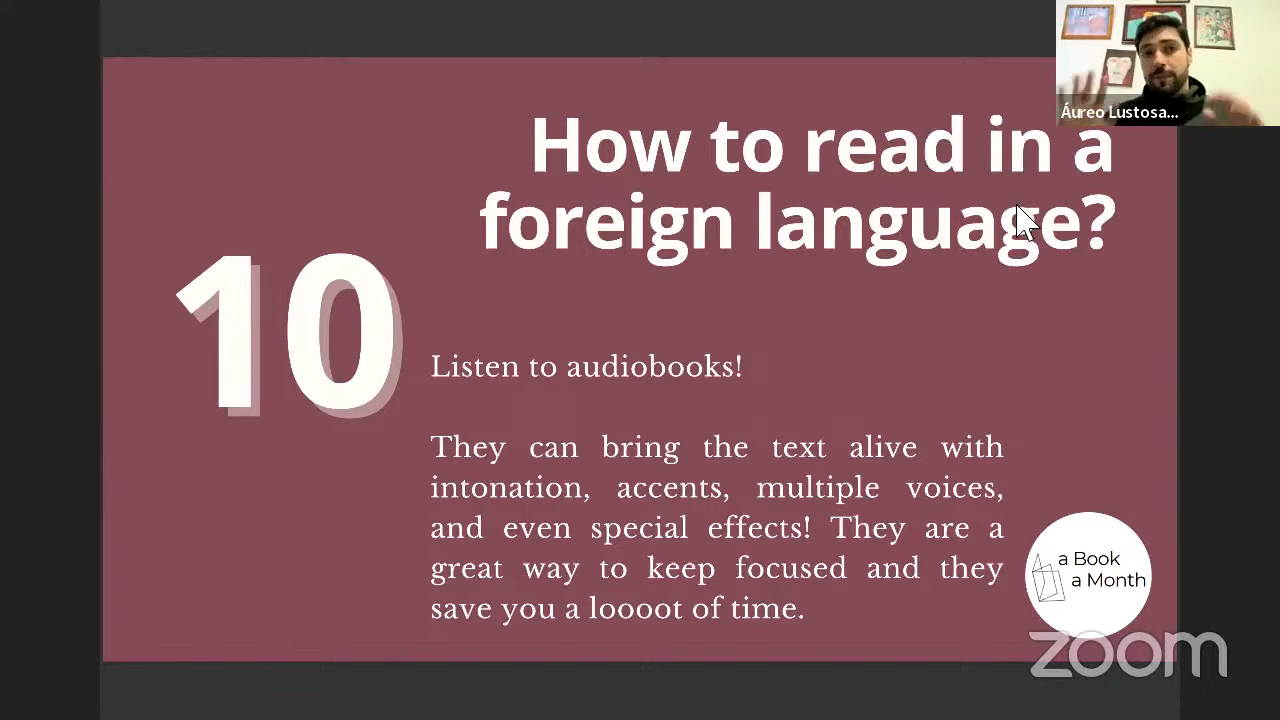 Áureo Lustosa...
How to read in a
foreign language?
10
Listen to audiobooks!
They can bring the text alive with
intonation, accents, multiple voices,
and even special effects! They are a
great way to keep focused and they
save you a loooot of time.
a Book
a Month
zoom